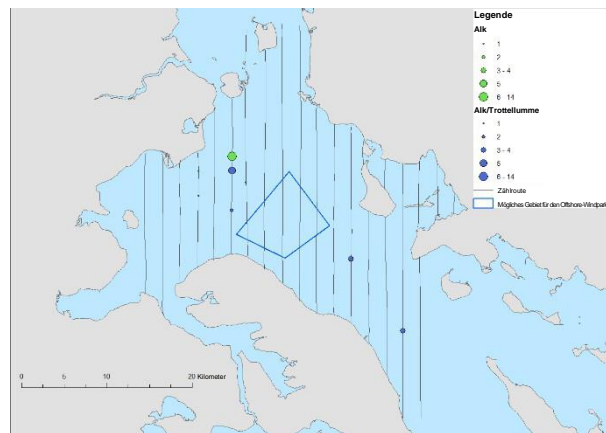 Legende
Alk
1
2
3 - 4
5
6 - 14
Alk/Trottellumme
1
2
3 - 4
5
6 - 14
Zählroute
Mögliches Gebiet für den Offshore-Windpark
0 5 10 20 Kilometer